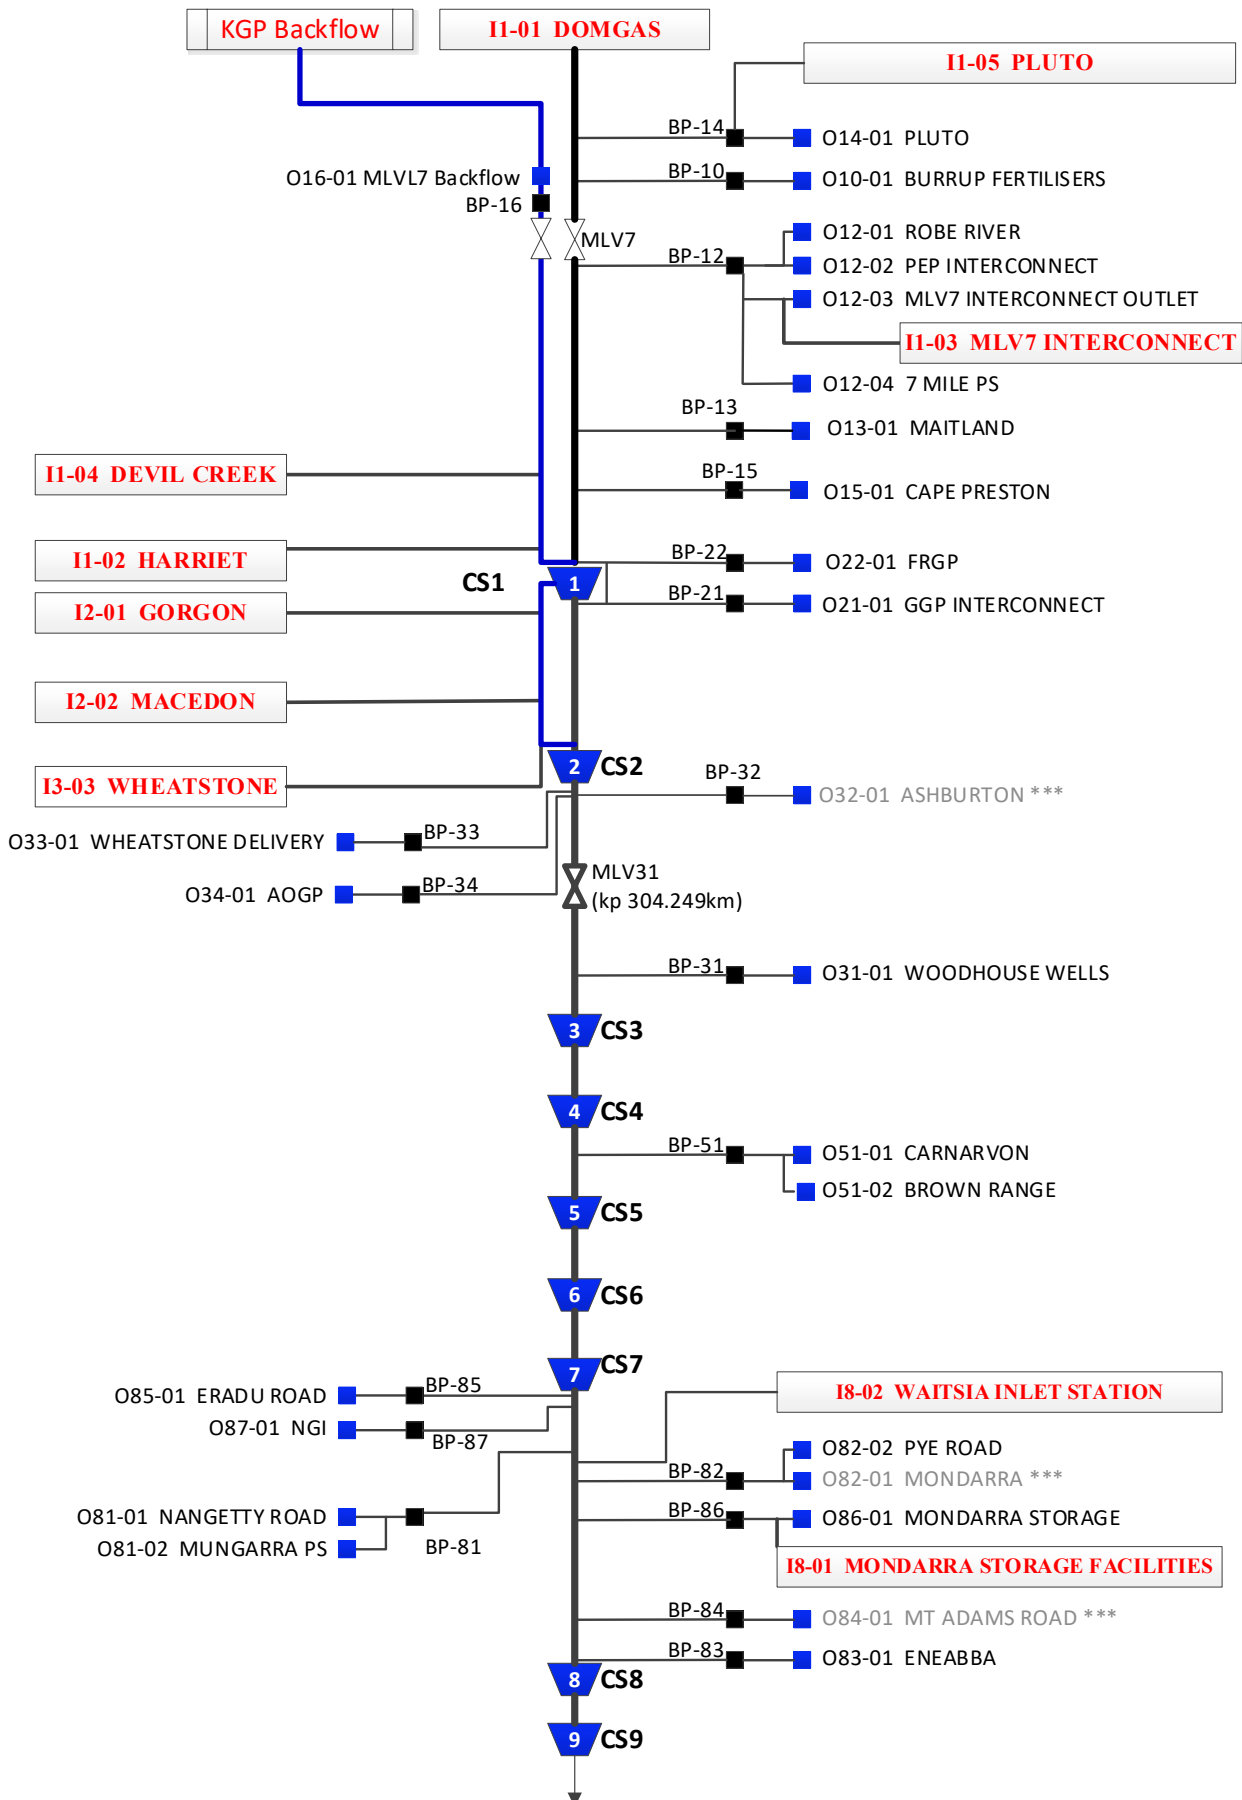 KGP Backflow
I1-01 DOMGAS
I1-05 PLUTO
BP-14
O14-01 PLUTO
O16-01 MLVL7 Backflow
BP-10
O10-01 BURRUP FERTILISERS
BP-16
MLV7
O12-01 ROBE RIVER
BP-12
O12-02 PEP INTERCONNECT
O12-03 MLV7 INTERCONNECT OUTLET
I1-03 MLV7 INTERCONNECT
O12-04 7 MILE PS
BP-13
O13-01 MAITLAND
I1-04 DEVIL CREEK
BP-15
O15-01 CAPE PRESTON
I1-02 HARRIET
BP-22
O22-01 FRGP
CS1
1
I2-01 GORGON
BP-21
O21-01 GGP INTERCONNECT
I2-02 MACEDON
I3-03 WHEATSTONE
2
CS2
BP-32
O32-01 ASHBURTON ***
O33-01 WHEATSTONE DELIVERY
BP-33
O34-01 AOGP
BP-34
MLV31
(kp 304.249km)
BP-31
O31-01 WOODHOUSE WELLS
3
CS3
4
CS4
BP-51
O51-01 CARNARVON
O51-02 BROWN RANGE
5
CS5
6
CS6
7
CS7
O85-01 ERADU ROAD
BP-85
I8-02 WAITSIA INLET STATION
O87-01 NGI
BP-87
O82-02 PYE ROAD
BP-82
O82-01 MONDARRA ***
O81-01 NANGETTY ROAD
BP-86
O86-01 MONDARRA STORAGE
O81-02 MUNGARRA PS
BP-81
I8-01 MONDARRA STORAGE FACILITIES
BP-84
O84-01 MT ADAMS ROAD ***
BP-83
O83-01 ENEABBA
8
CS8
9
CS9